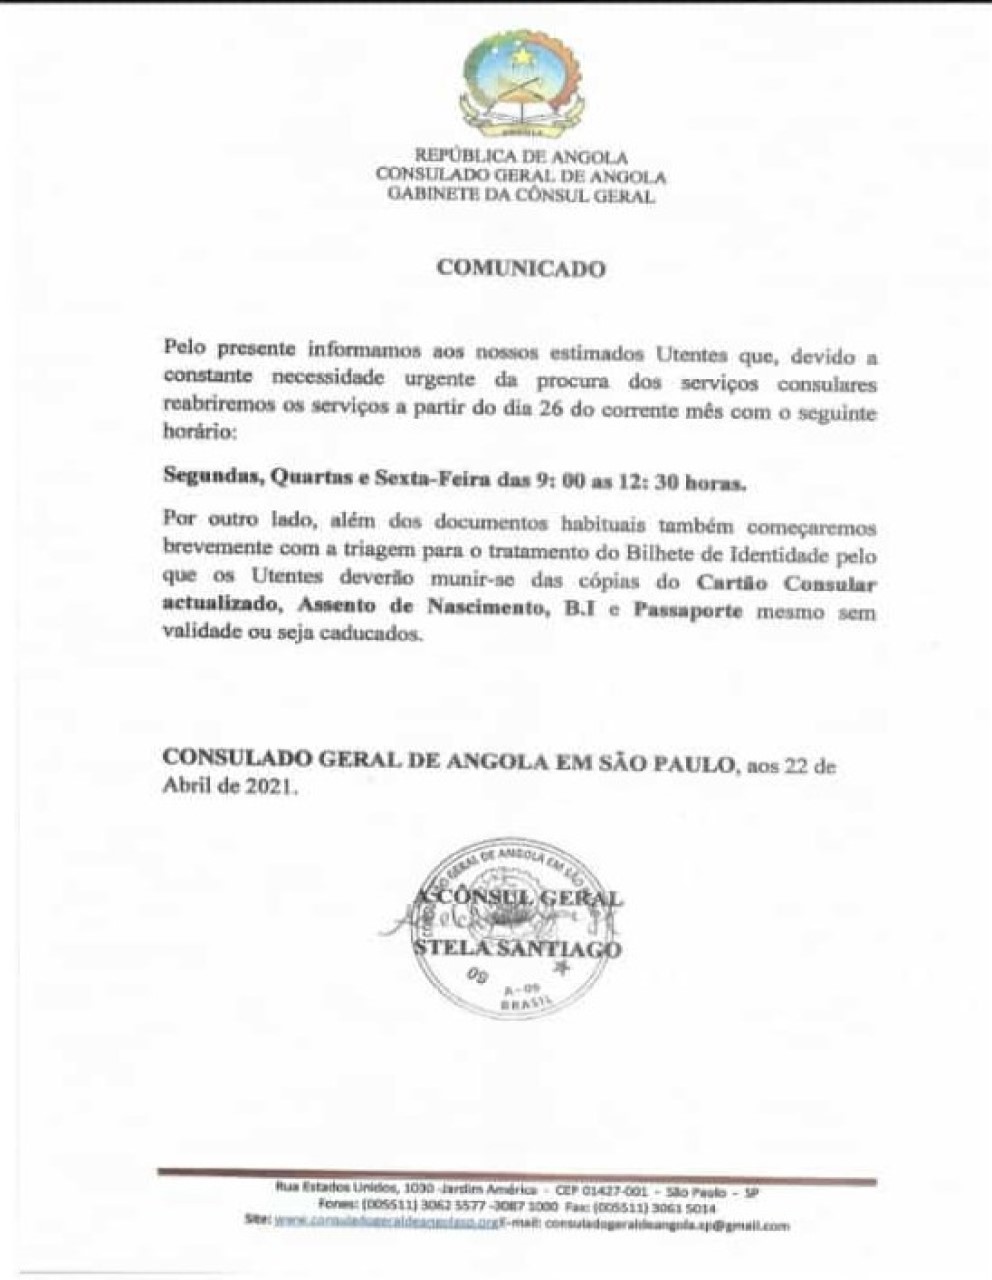 ANGOLA
REPÚBLICA DE ANGOLA
CONSULADO GERAL DE ANGOLA
GABINETE DA CÔNSUL GERAL
COMUNICADO
Pelo presente informamos aos nossos estimados Utentes que, devido a
constante necessidade urgente da procura dos serviços consulares
reabriremos os serviços a partir do dia 26 do corrente mês com o seguinte
horário:
Segundas, Quartas e Sexta-Feira das 9: 00 as 12: 30 horas.
Por outro lado, além dos documentos habituais também começaremos
brevemente com a triagem para o tratamento do Bilhete de Identidade pelo
que os Utentes deverão munir-se das cópias do Cartão Consular
actualizado, Assento de Nascimento, B.I e Passaporte mesmo sem
validade ou seja caducados.
CONSULADO GERAL DE ANGOLA EM SÃO PAULO, aos 22 de
Abril de 2021.
CONSULADO GERAL DE ANGOLA EM SÃO
A CÔNSUL GERAL
STELA SANTIAGO
09
A-09
BRASIL
Rua Estados Unidos, 1030 -Jardim América - CEP 01427-001 - São Paulo - SP
Fones: (005511) 3062 5577 -3087 1000 Fax: (005511) 3061 5014
Site: www.consuladogeraldeangolasp.orgE-mail: consuladogeraldeangola.sp@gmail.com